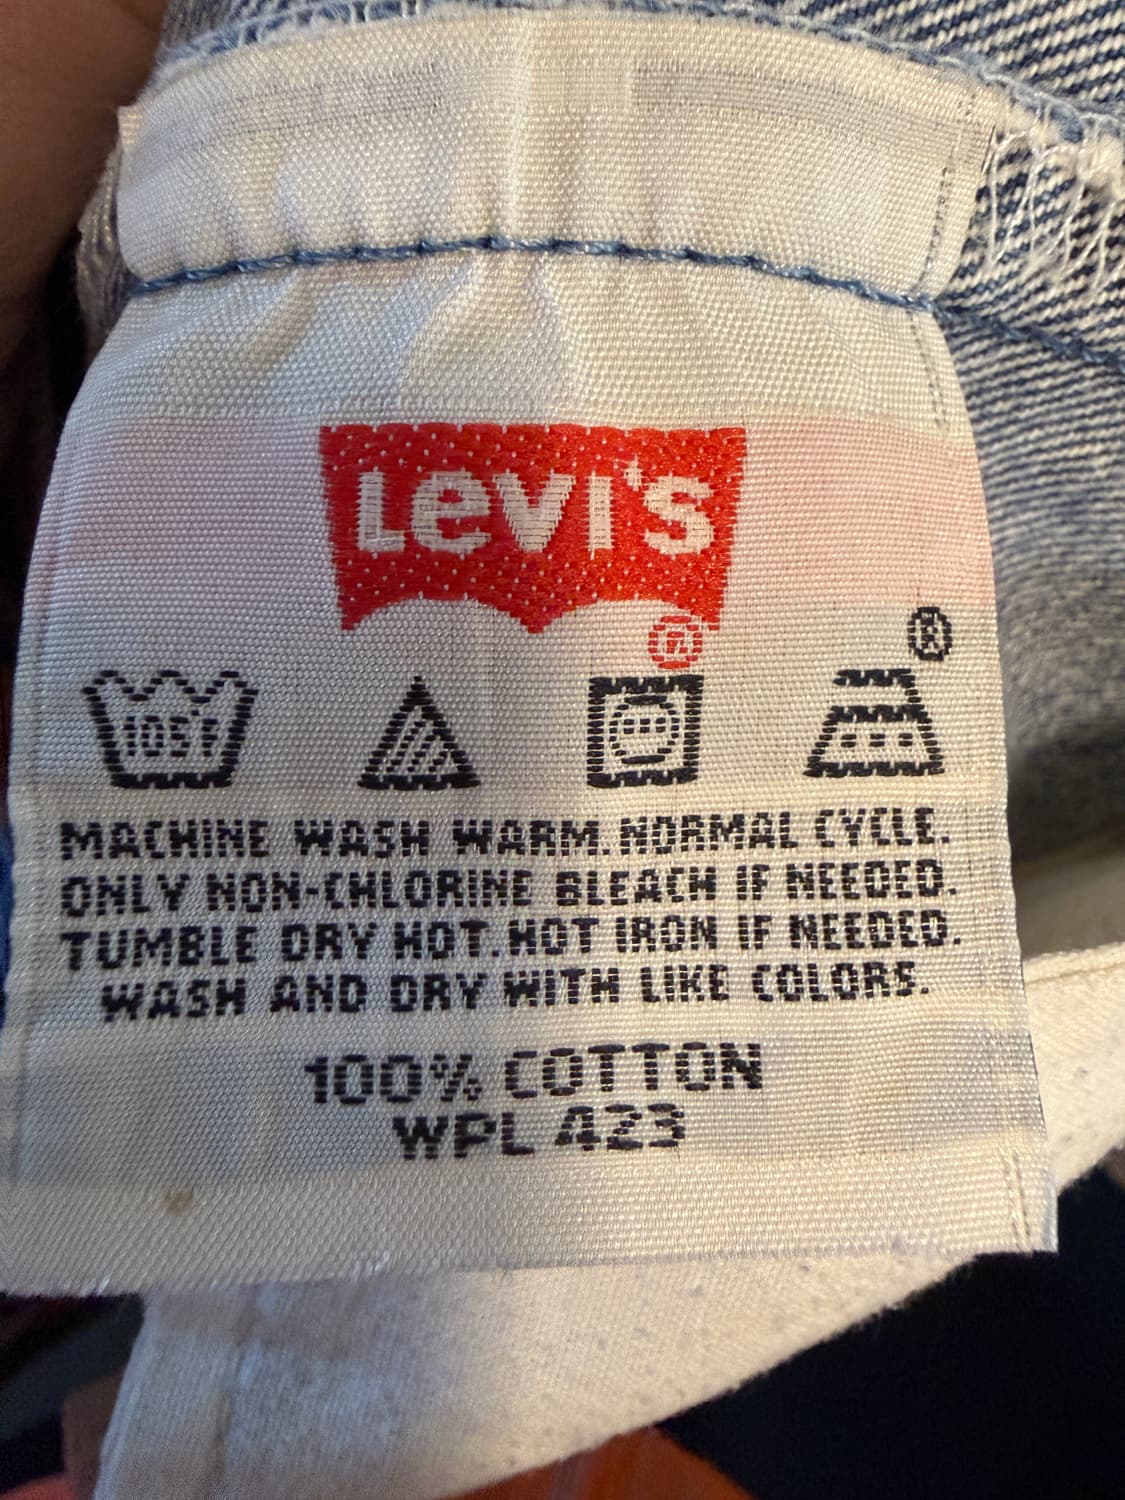 Levi's
®
®
105°F
MACHINE WASH WARM. NORMAL CYCLE.
ONLY NON-CHLORINE BLEACH IF NEEDED.
TUMBLE DRY HOT. HOT IRON IF NEEDED.
WASH AND DRY WITH LIKE COLORS.
100% COTTON
WPL 423